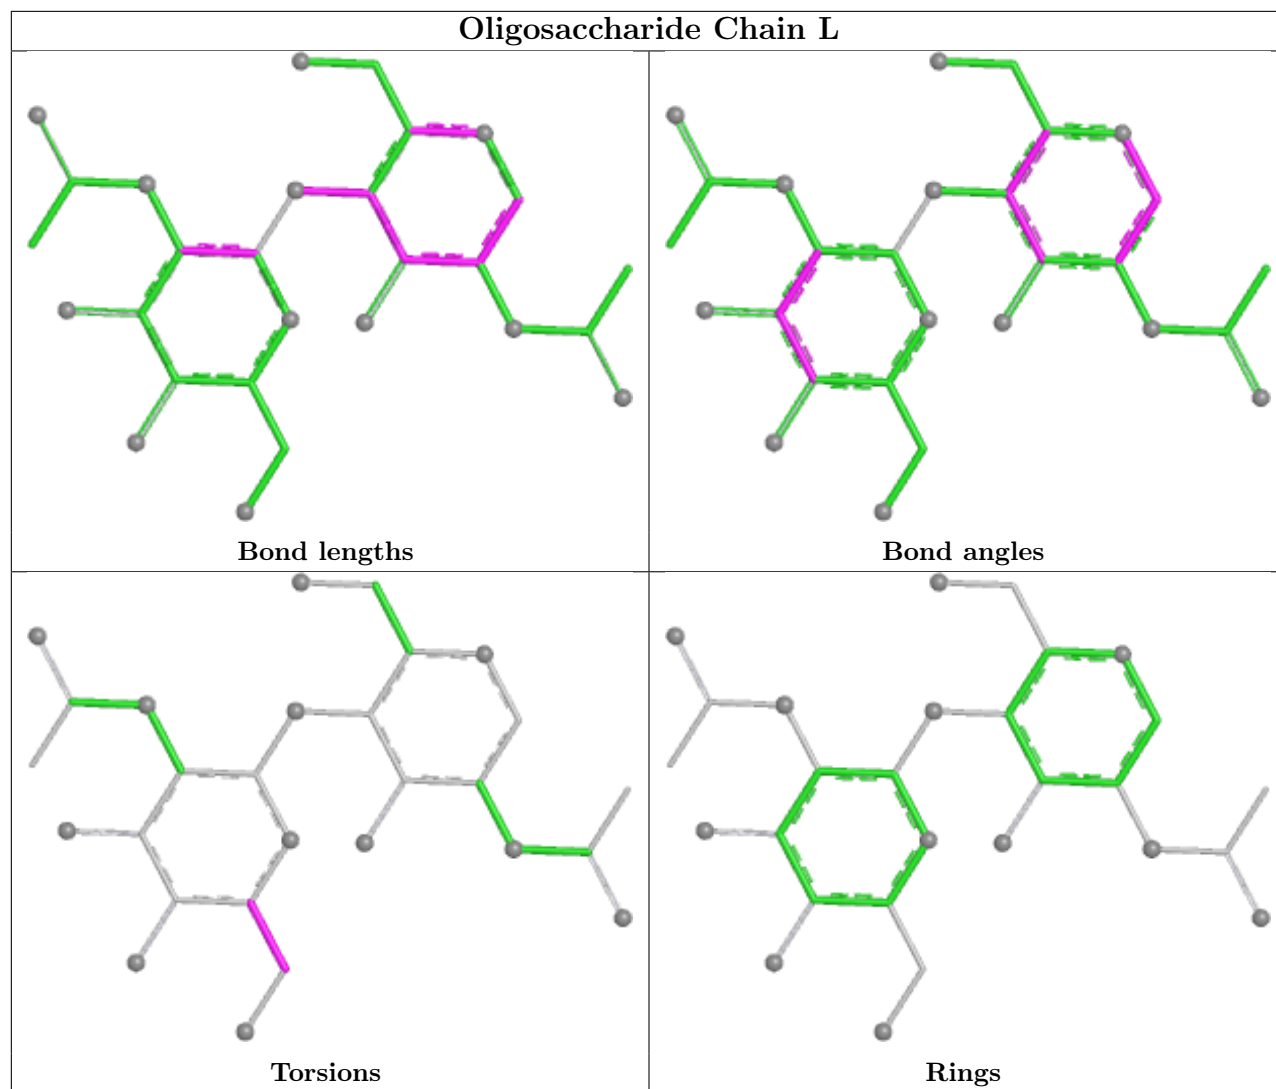 Oligosaccharide Chain L
Bond lengths
Bond angles
Torsions
Rings